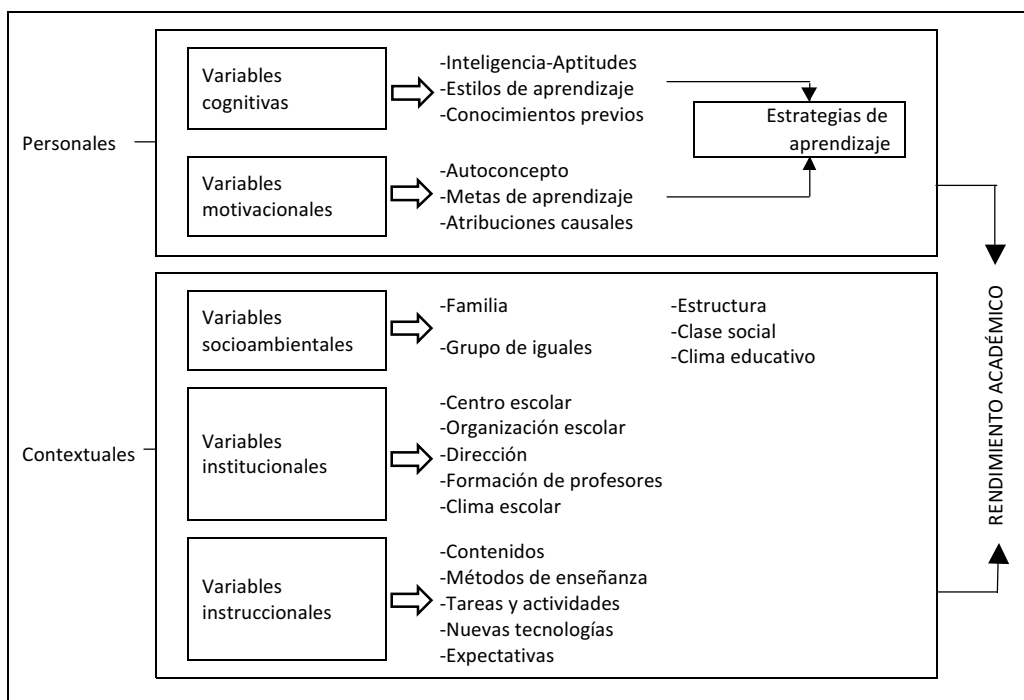 Personales
Variables
cognitivas
-Inteligencia-Aptitudes
-Estilos de aprendizaje
-Conocimientos previos
Estrategias de
aprendizaje
Variables
motivacionales
-Autoconcepto
-Metas de aprendizaje
-Atribuciones causales
Contextuales
Variables
socioambientales
-Familia
-Grupo de iguales
-Estructura
-Clase social
-Clima educativo
Variables
institucionales
-Centro escolar
-Organización escolar
-Dirección
-Formación de profesores
-Clima escolar
Variables
instruccionales
-Contenidos
-Métodos de enseñanza
-Tareas y actividades
-Nuevas tecnologías
-Expectativas
RENDIMIENTO ACADÉMICO